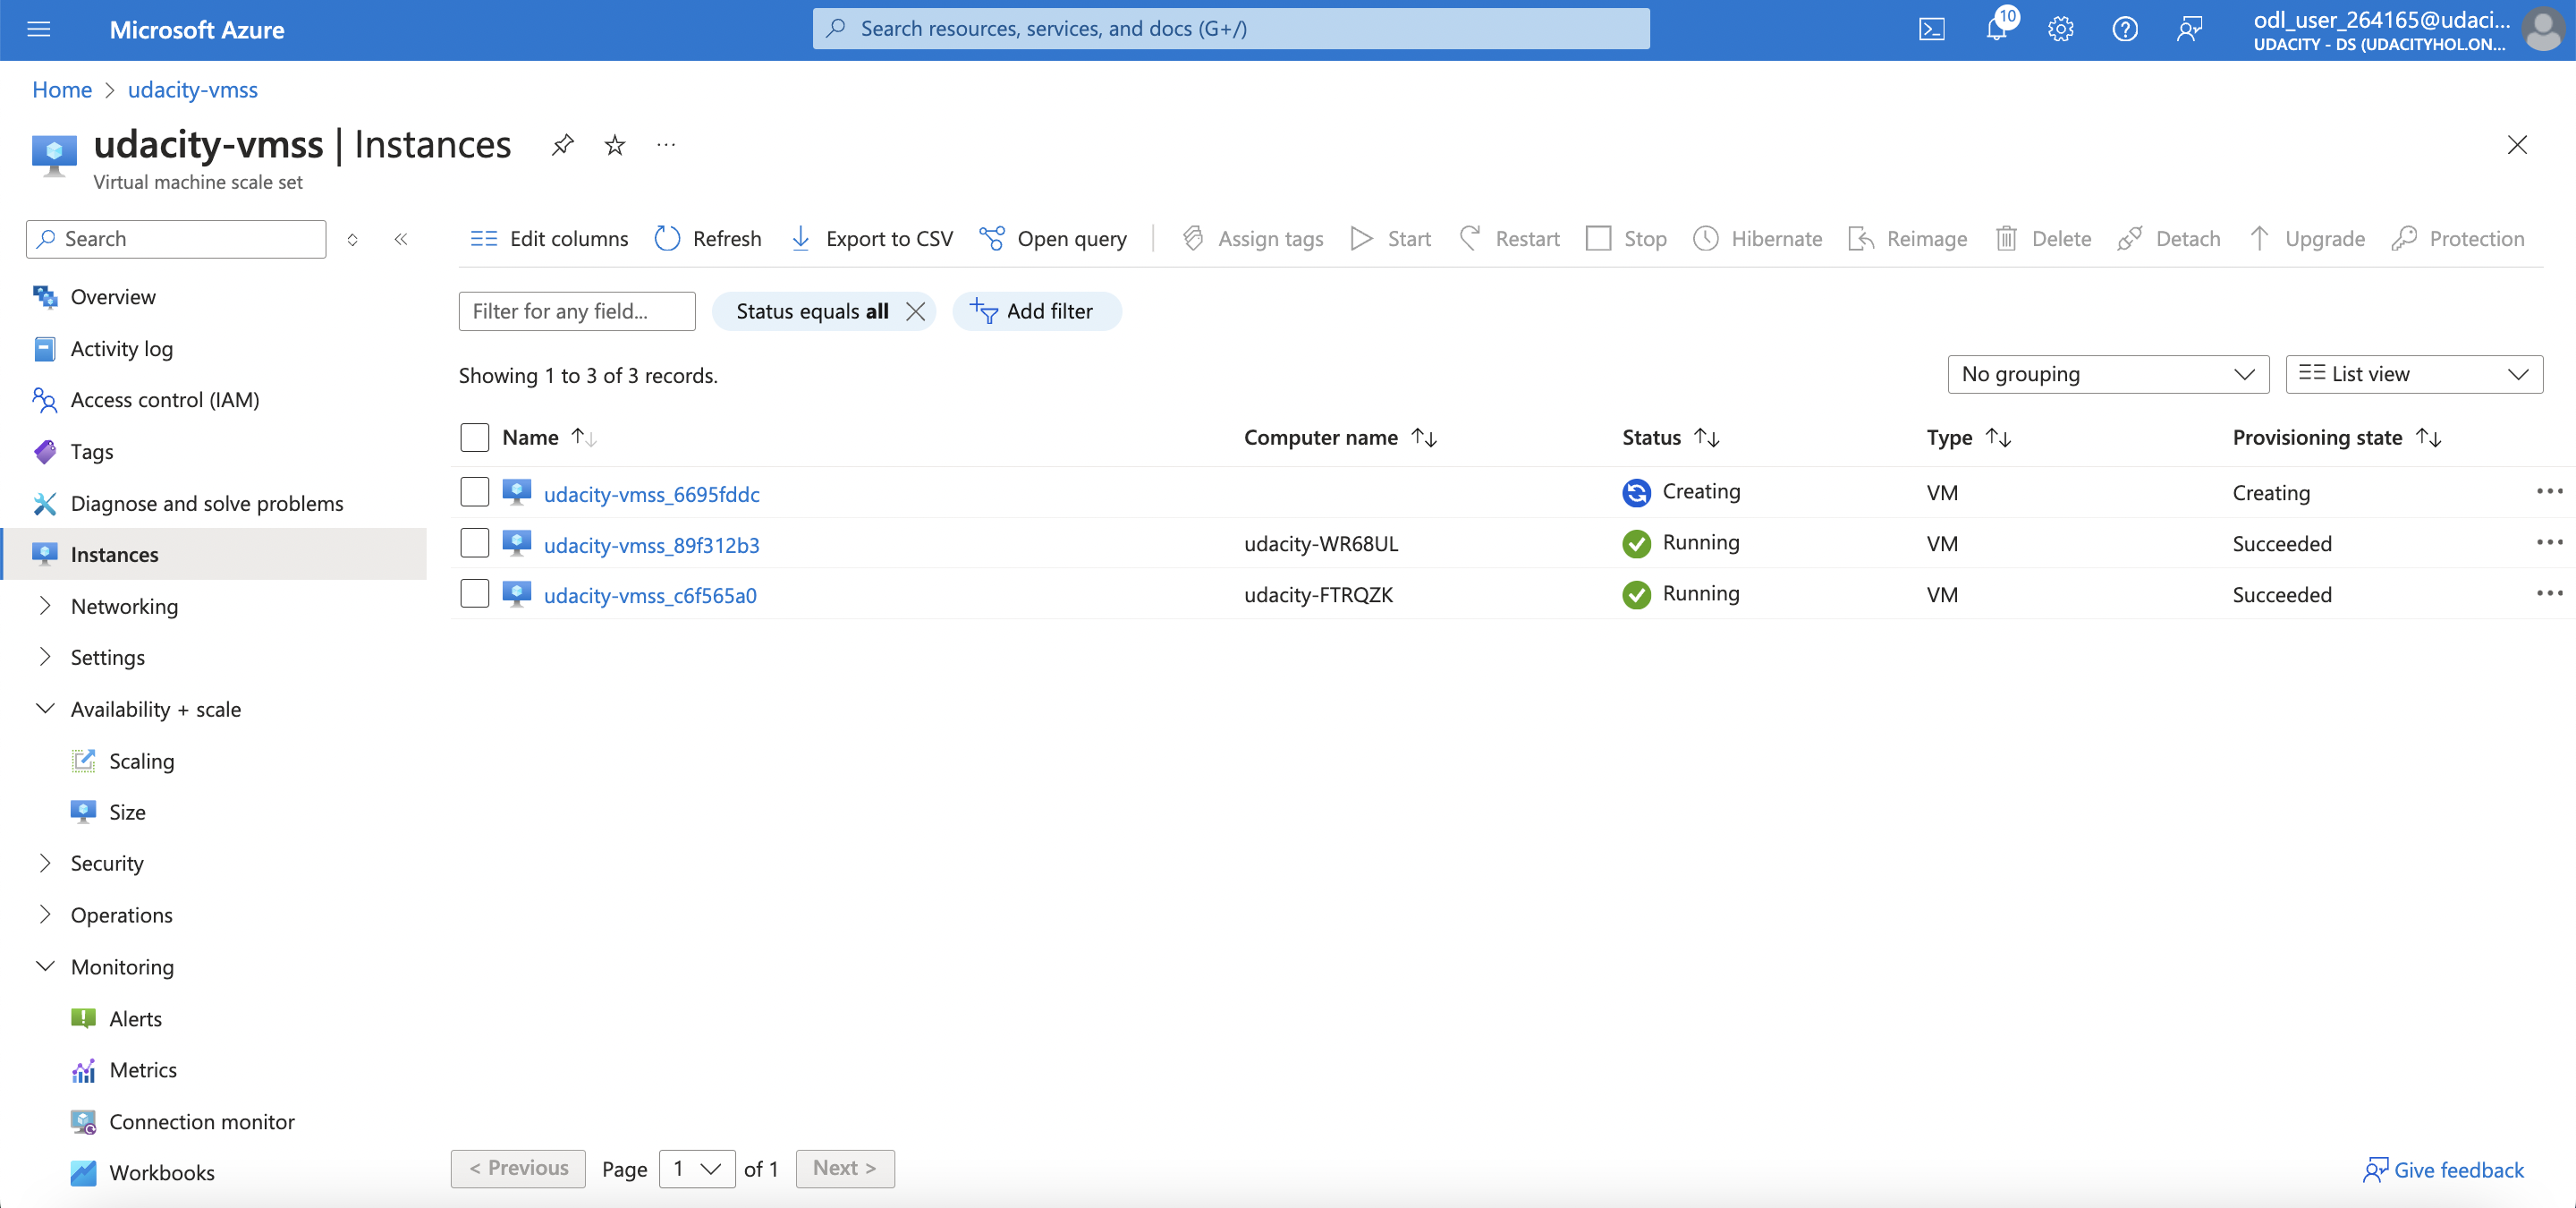 Microsoft Azure
Search resources, services, and docs (G+/)
10
odl_user_264165@udaci...
UDACITY - DS (UDACITYHOL.ON...
Home > udacity-vmss
udacity-vmss | Instances
Virtual machine scale set
Search
Edit columns Refresh Export to CSV Open query Assign tags Start Restart Stop Hibernate Reimage Delete Detach Upgrade Protection
Overview
Activity log
Access control (IAM)
Tags
Diagnose and solve problems
Instances
Networking
Settings
Availability + scale
Scaling
Size
Security
Operations
Monitoring
Alerts
Metrics
Connection monitor
Workbooks
Filter for any field...
Status equals all
Add filter
Showing 1 to 3 of 3 records.
No grouping
List view
Name Computer name Status Type Provisioning state
udacity-vmss_6695fddc Creating VM Creating
udacity-vmss_89f312b3 udacity-WR68UL Running VM Succeeded
udacity-vmss_c6f565a0 udacity-FTRQZK Running VM Succeeded
< Previous Page 1 of 1 Next >
Give feedback